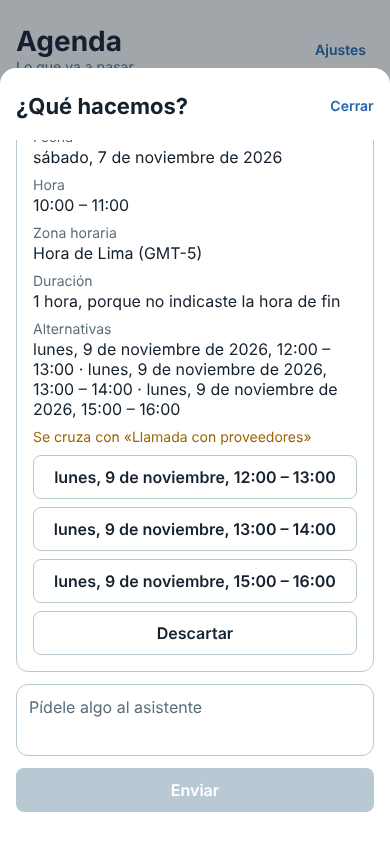 Agenda
Ajustes
Lo que va a pasar
¿Qué hacemos?
Cerrar
Fecha
sábado, 7 de noviembre de 2026
Hora
10:00 – 11:00
Zona horaria
Hora de Lima (GMT-5)
Duración
1 hora, porque no indicaste la hora de fin
Alternativas
lunes, 9 de noviembre de 2026, 12:00 –
13:00 · lunes, 9 de noviembre de 2026,
13:00 – 14:00 · lunes, 9 de noviembre de
2026, 15:00 – 16:00
Se cruza con «Llamada con proveedores»
lunes, 9 de noviembre, 12:00 – 13:00
lunes, 9 de noviembre, 13:00 – 14:00
lunes, 9 de noviembre, 15:00 – 16:00
Descartar
Pídele algo al asistente
Enviar